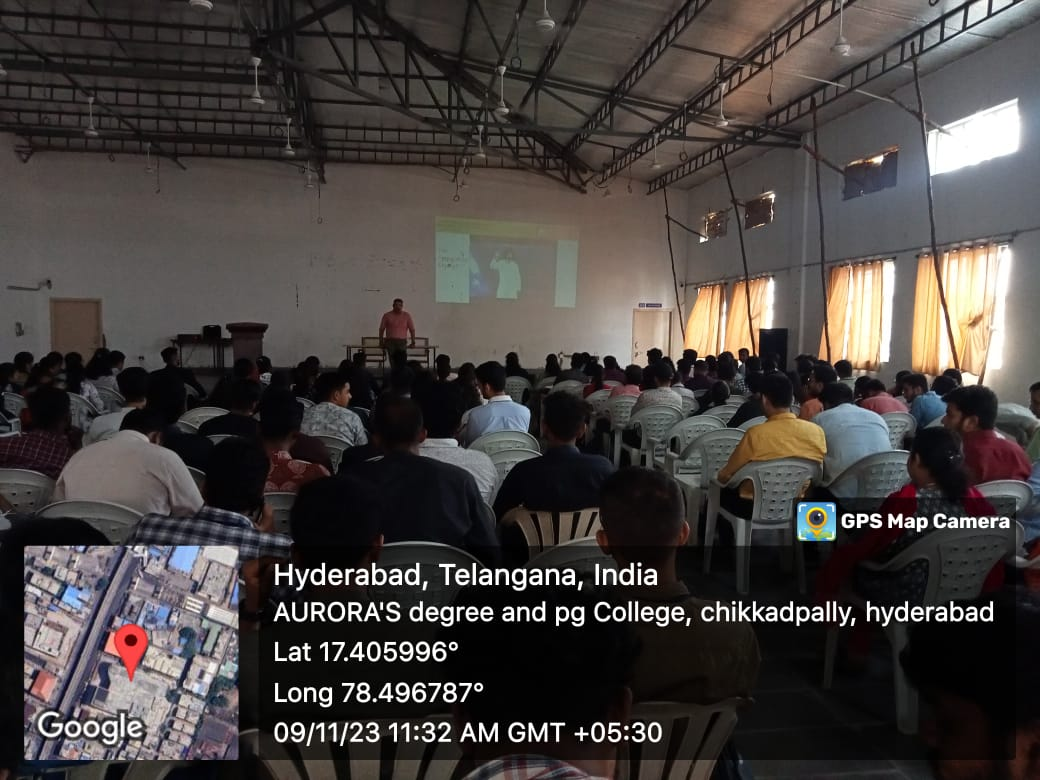 GPS Map Camera
Hyderabad, Telangana, India
AURORA'S degree and pg College, chikkadpally, hyderabad
Lat 17.405996°
Long 78.496787°
09/11/23 11:32 AM GMT +05:30
Google